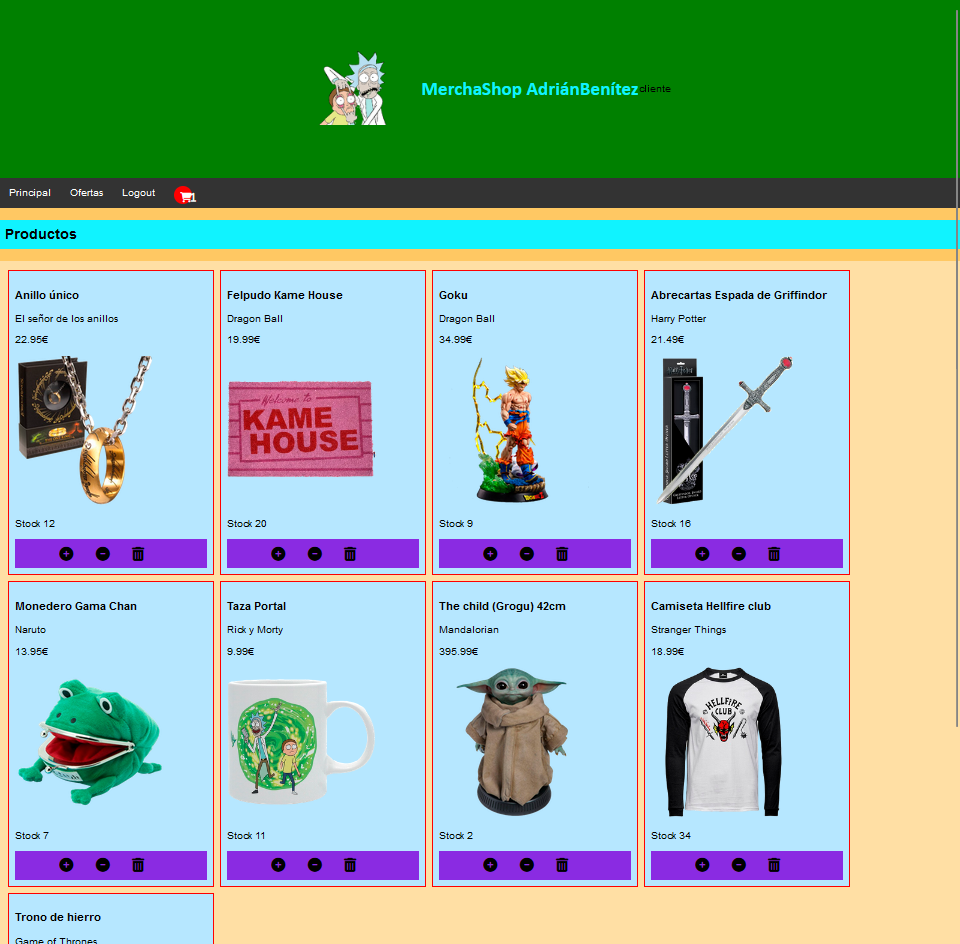 MerchaShop AdriánBenítez cliente
Principal Ofertas Logout 1
Productos
Anillo único
El señor de los anillos
22.95€
Stock 12
Felpudo Kame House
Dragon Ball
19.99€
Welcome to
KAME
HOUSE
Stock 20
Goku
Dragon Ball
34.99€
Stock 9
Abrecartas Espada de Griffindor
Harry Potter
21.49€
Stock 16
Monedero Gama Chan
Naruto
13.95€
Stock 7
Taza Portal
Rick y Morty
9.99€
Stock 11
The child (Grogu) 42cm
Mandalorian
395.99€
Stock 2
Camiseta Hellfire club
Stranger Things
18.99€
HELLFIRE
CLUB
Stock 34
Trono de hierro
Game of Thrones